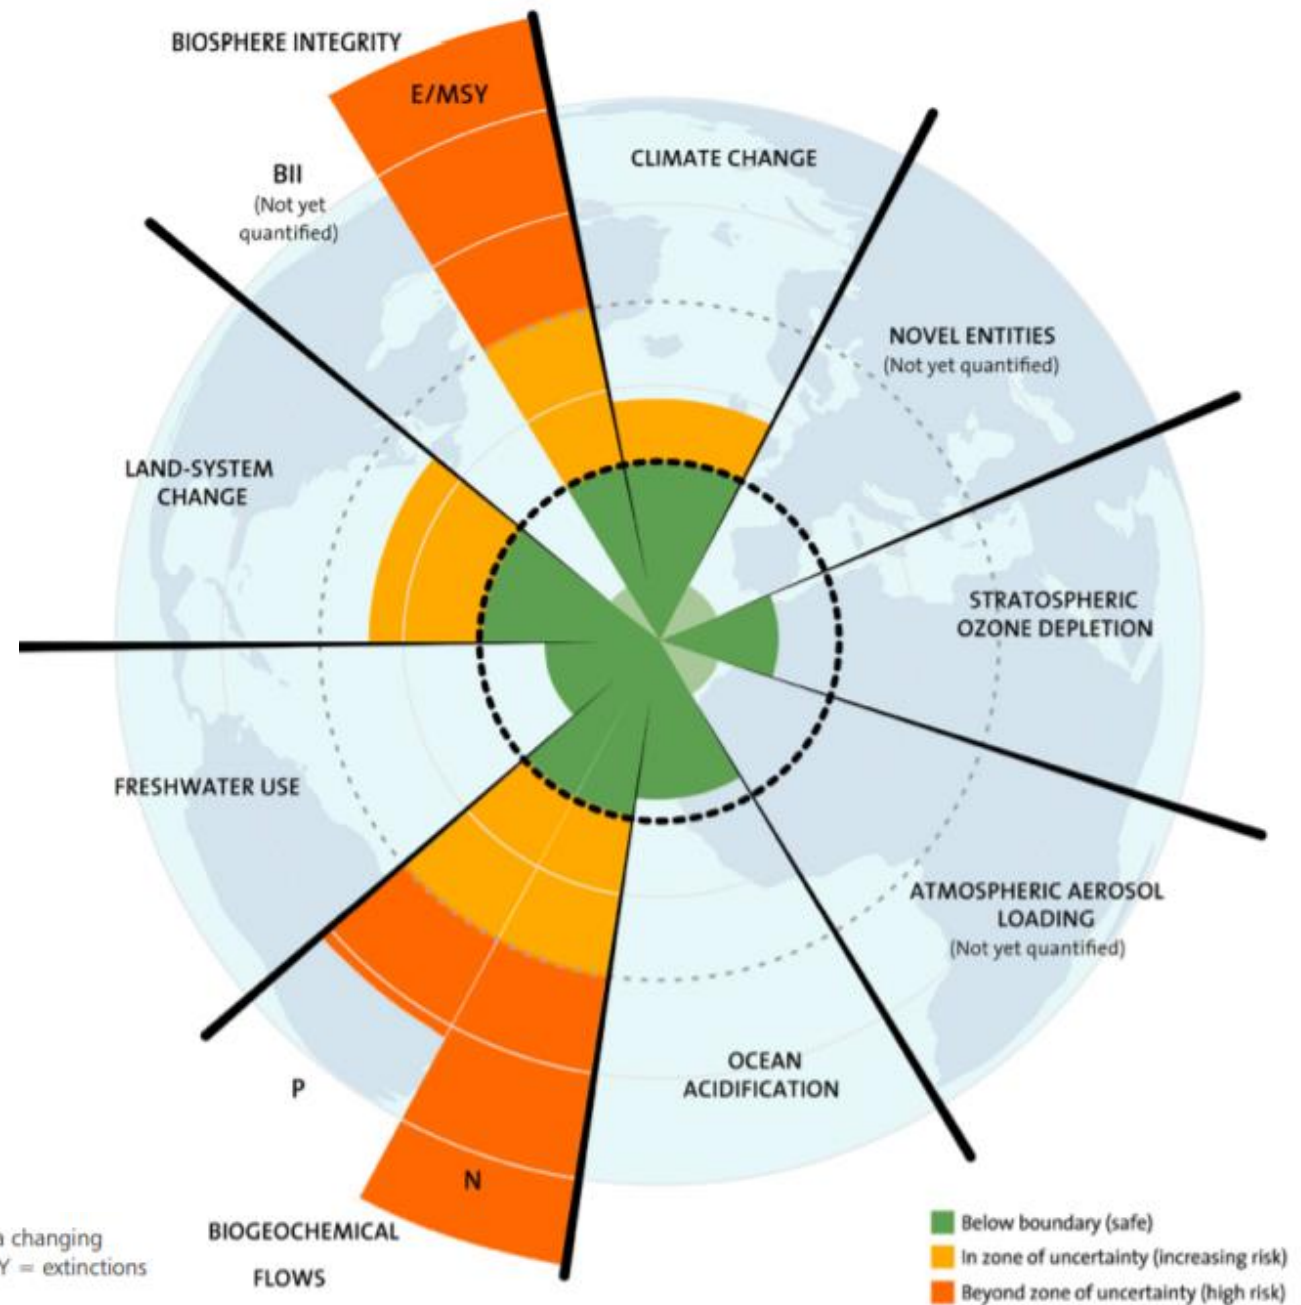 BIOSPHERE INTEGRITY
E/MSY
BII
(Not yet
quantified)
CLIMATE CHANGE
NOVEL ENTITIES
(Not yet quantified)
LAND-SYSTEM
CHANGE
STRATOSPHERIC
OZONE DEPLETION
FRESHWATER USE
ATMOSPHERIC AEROSOL
LOADING
(Not yet quantified)
OCEAN
ACIDIFICATION
P
N
BIOGEOCHEMICAL
FLOWS
a changing
Y = extinctions
Below boundary (safe)
In zone of uncertainty (increasing risk)
Beyond zone of uncertainty (high risk)